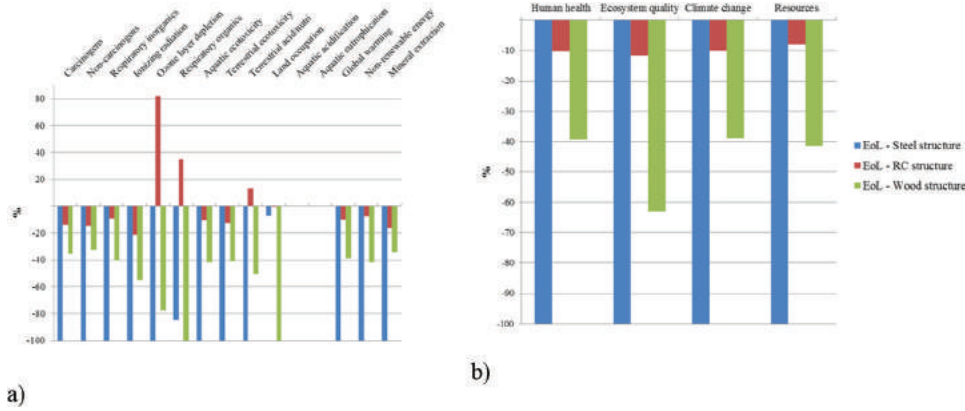 Carcinogens
Non-carcinogens
Respiratory inorganics
Ionizing radiation
Ozone layer depletion
Respiratory organics
Aquatic ecotoxicity
Terrestrial ecotoxicity
Terrestrial acid/nutri
Land occupation
Aquatic acidification
Aquatic eutrophication
Global warming
Non-renewable energy
Mineral extraction
80
60
40
20
%
-20
-40
-60
-80
-100
a)
Human health
Ecosystem quality
Climate change
Resources
-10
-20
-30
-40
-50
%
-60
-70
-80
-90
-100
EoL - Steel structure
EoL - RC structure
EoL - Wood structure
b)